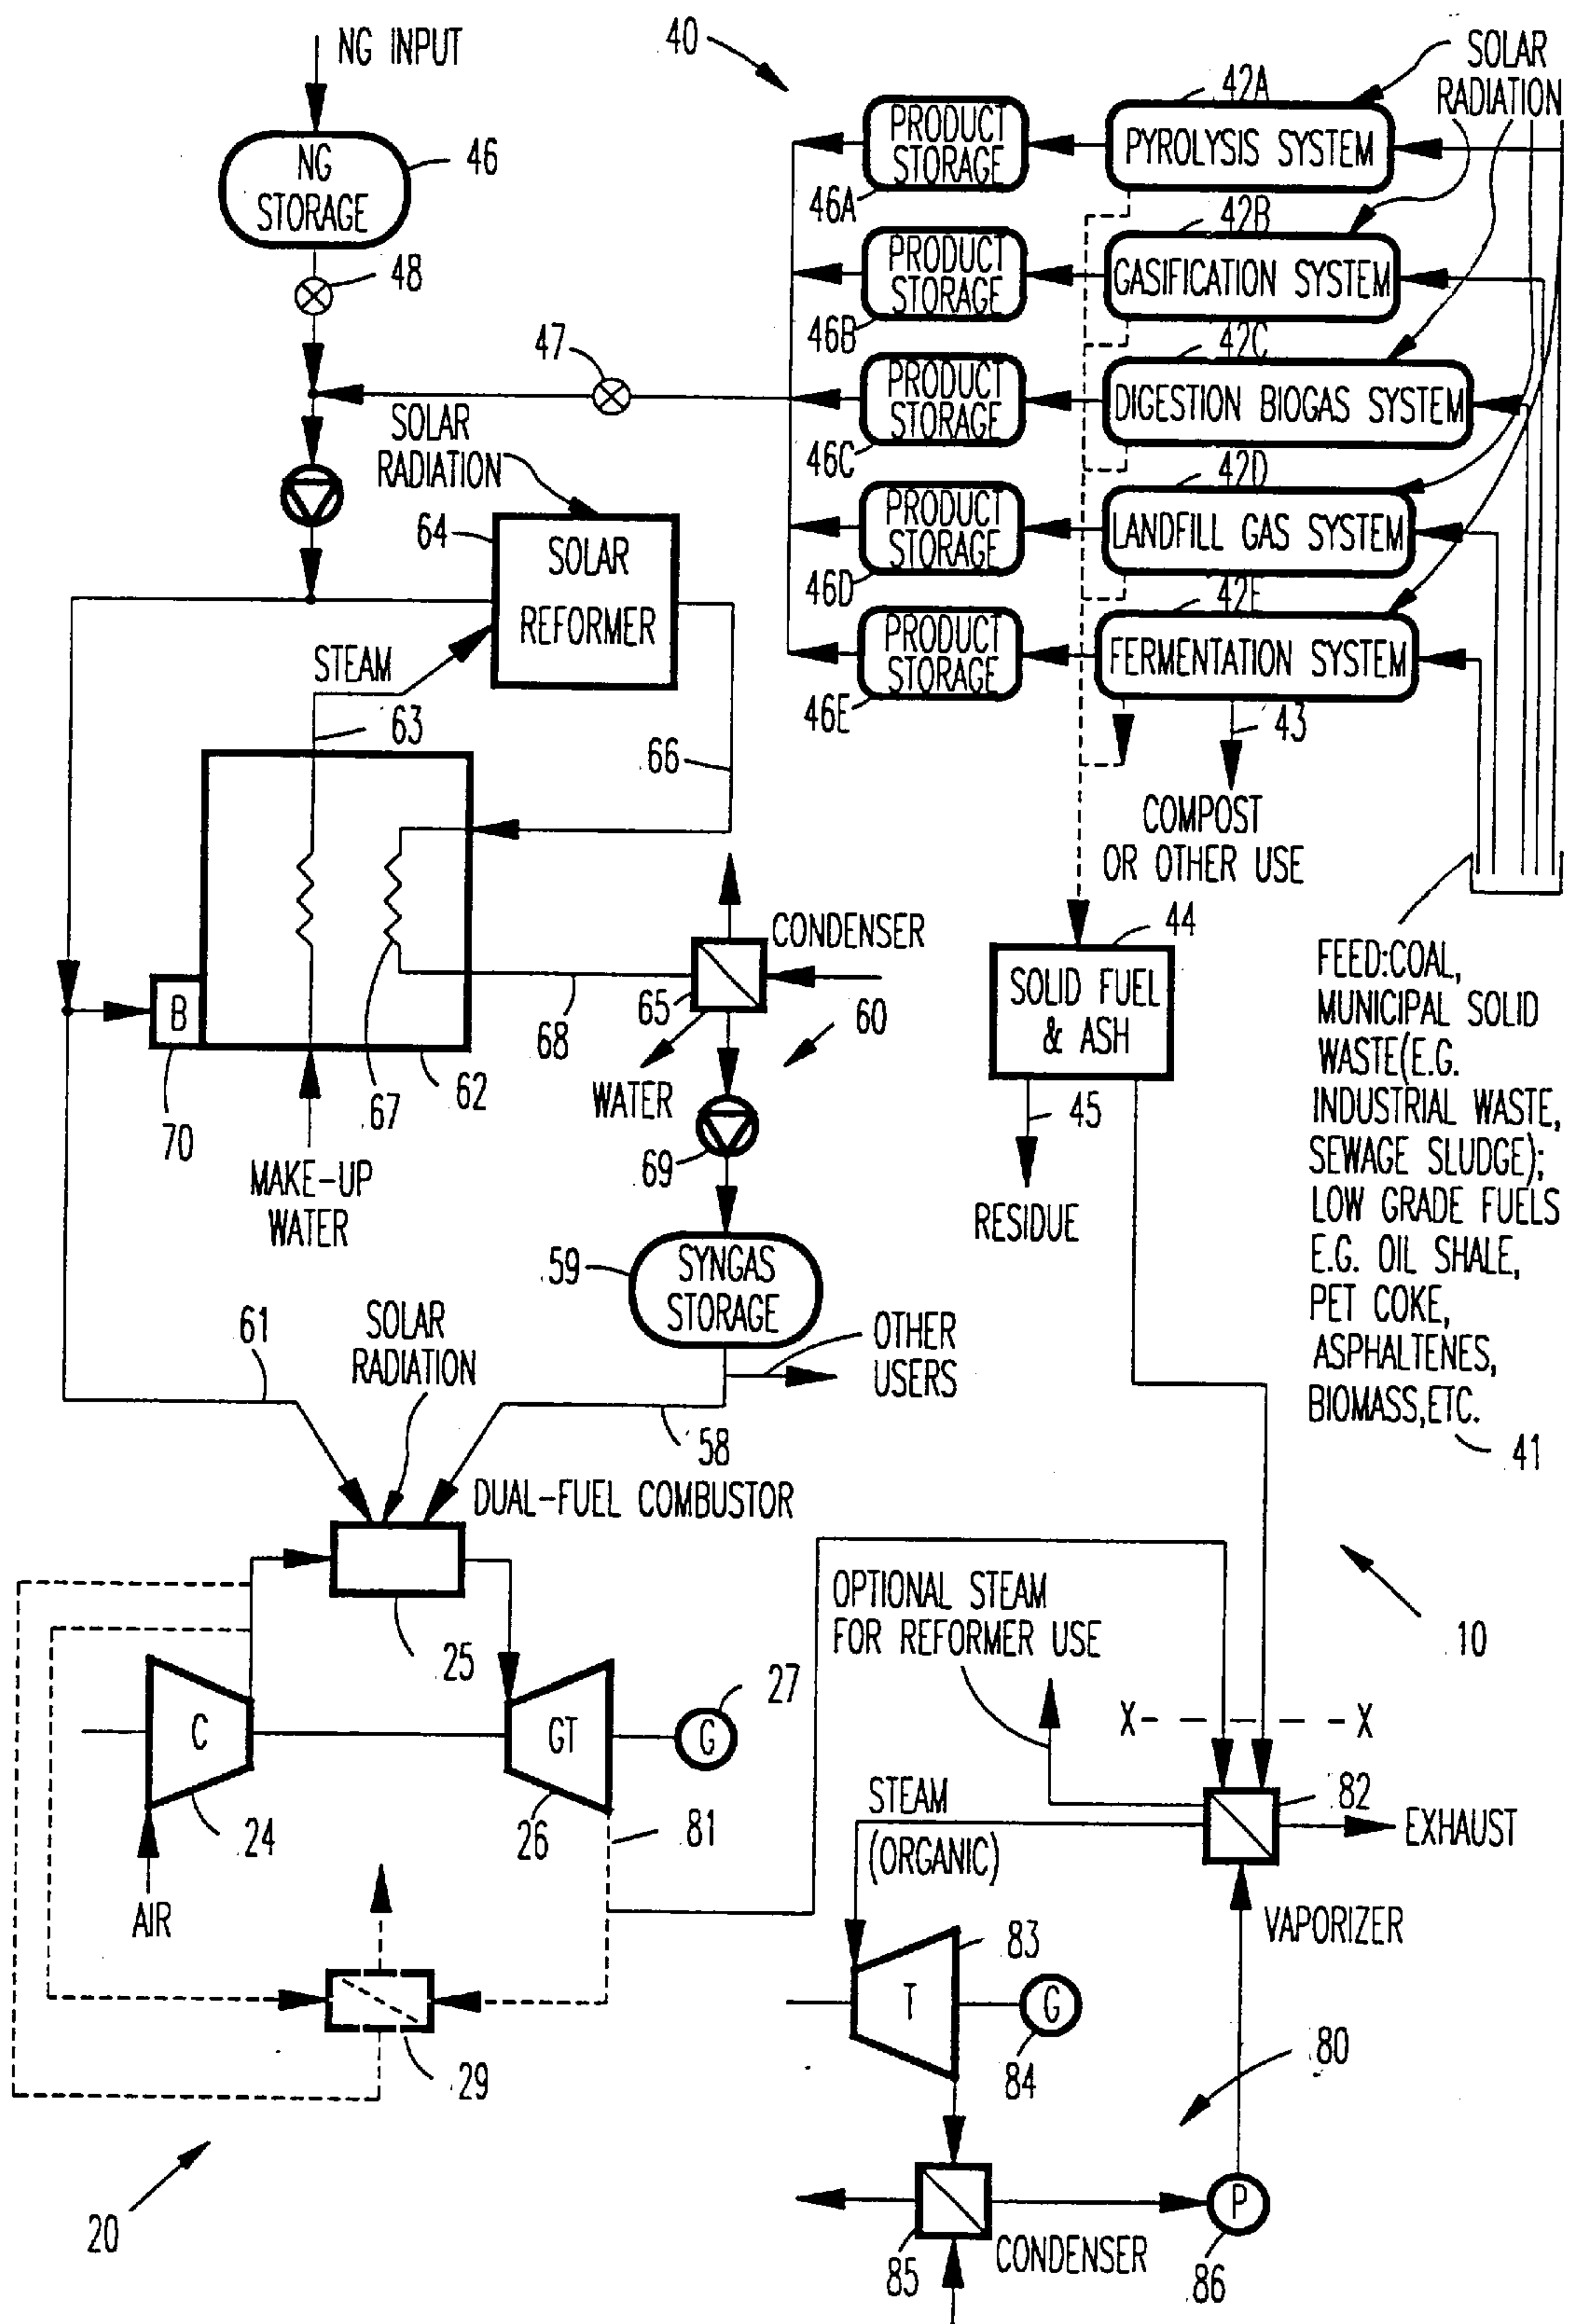 NG INPUT
40
SOLAR
RADIATION
NG
STORAGE
46
48
PRODUCT
STORAGE
46A
42A
PYROLYSIS SYSTEM
PRODUCT
STORAGE
46B
42B
GASIFICATION SYSTEM
47
PRODUCT
STORAGE
46C
42C
DIGESTION BIOGAS SYSTEM
PRODUCT
STORAGE
46D
42D
LANDFILL GAS SYSTEM
PRODUCT
STORAGE
46E
42E
FERMENTATION SYSTEM
43
COMPOST
OR OTHER USE
SOLAR
RADIATION
64
SOLAR
REFORMER
STEAM
63
66
CONDENSER
65
60
68
WATER
B
70
67
62
MAKE-UP
WATER
69
59
SYNGAS
STORAGE
OTHER
USERS
58
44
SOLID FUEL
& ASH
45
RESIDUE
FEED:COAL,
MUNICIPAL SOLID
WASTE(E.G.
INDUSTRIAL WASTE,
SEWAGE SLUDGE);
LOW GRADE FUELS
E.G. OIL SHALE,
PET COKE,
ASPHALTENES,
BIOMASS,ETC.
41
61
SOLAR
RADIATION
DUAL-FUEL COMBUSTOR
25
C
24
AIR
GT
26
G
27
81
29
20
OPTIONAL STEAM
FOR REFORMER USE
10
X- - - - -X
82
EXHAUST
STEAM
(ORGANIC)
VAPORIZER
T
83
G
84
80
85
CONDENSER
P
86